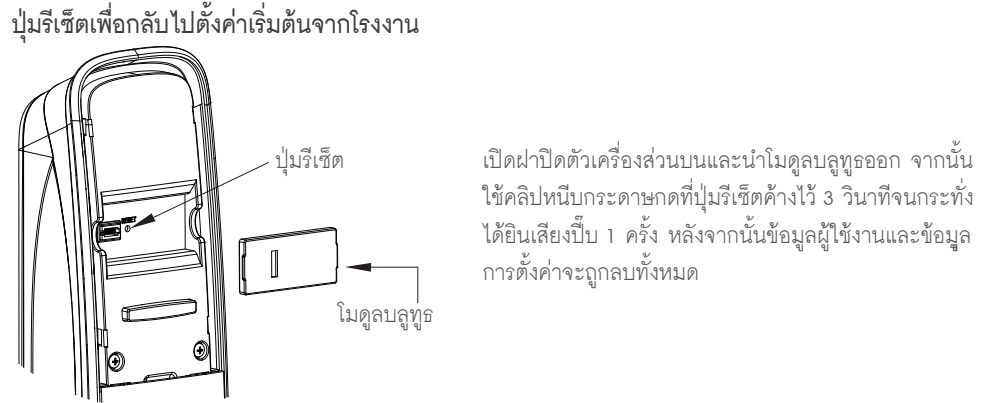 ปุ่มรีเซ็ตเพื่อกลับไปตั้งค่าเริ่มต้นจากโรงงาน
ปุ่มรีเซ็ต
RESET
โมดูลบลูทูธ
เปิดฝาปิดตัวเครื่องส่วนบนและนำโมดูลบลูทูธออก จากนั้น
ใช้คลิปหนีบกระดาษกดที่ปุ่มรีเซ็ตค้างไว้ 3 วินาทีจนกระทั่ง
ได้ยินเสียงปี๊บ 1 ครั้ง หลังจากนั้นข้อมูลผู้ใช้งานและข้อมูล
การตั้งค่าจะถูกลบทั้งหมด